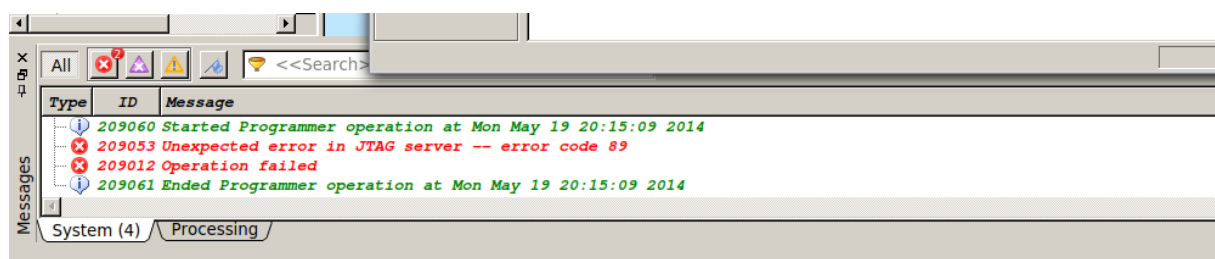 All 2 <<Search>
Type ID Message
209060 Started Programmer operation at Mon May 19 20:15:09 2014
209053 Unexpected error in JTAG server -- error code 89
209012 Operation failed
209061 Ended Programmer operation at Mon May 19 20:15:09 2014
Messages
System (4) Processing